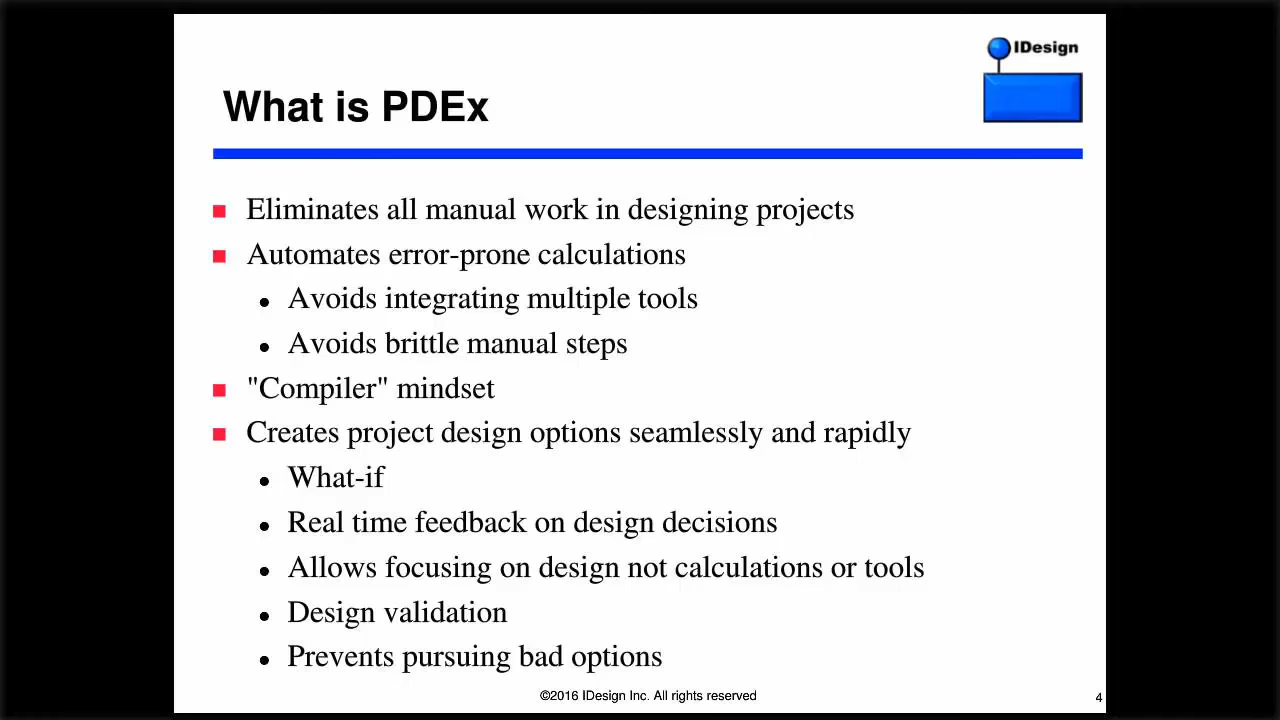 IDesign
What is PDEx
Eliminates all manual work in designing projects
Automates error-prone calculations
Avoids integrating multiple tools
Avoids brittle manual steps
"Compiler" mindset
Creates project design options seamlessly and rapidly
What-if
Real time feedback on design decisions
Allows focusing on design not calculations or tools
Design validation
Prevents pursuing bad options
©2016 IDesign Inc. All rights reserved
4